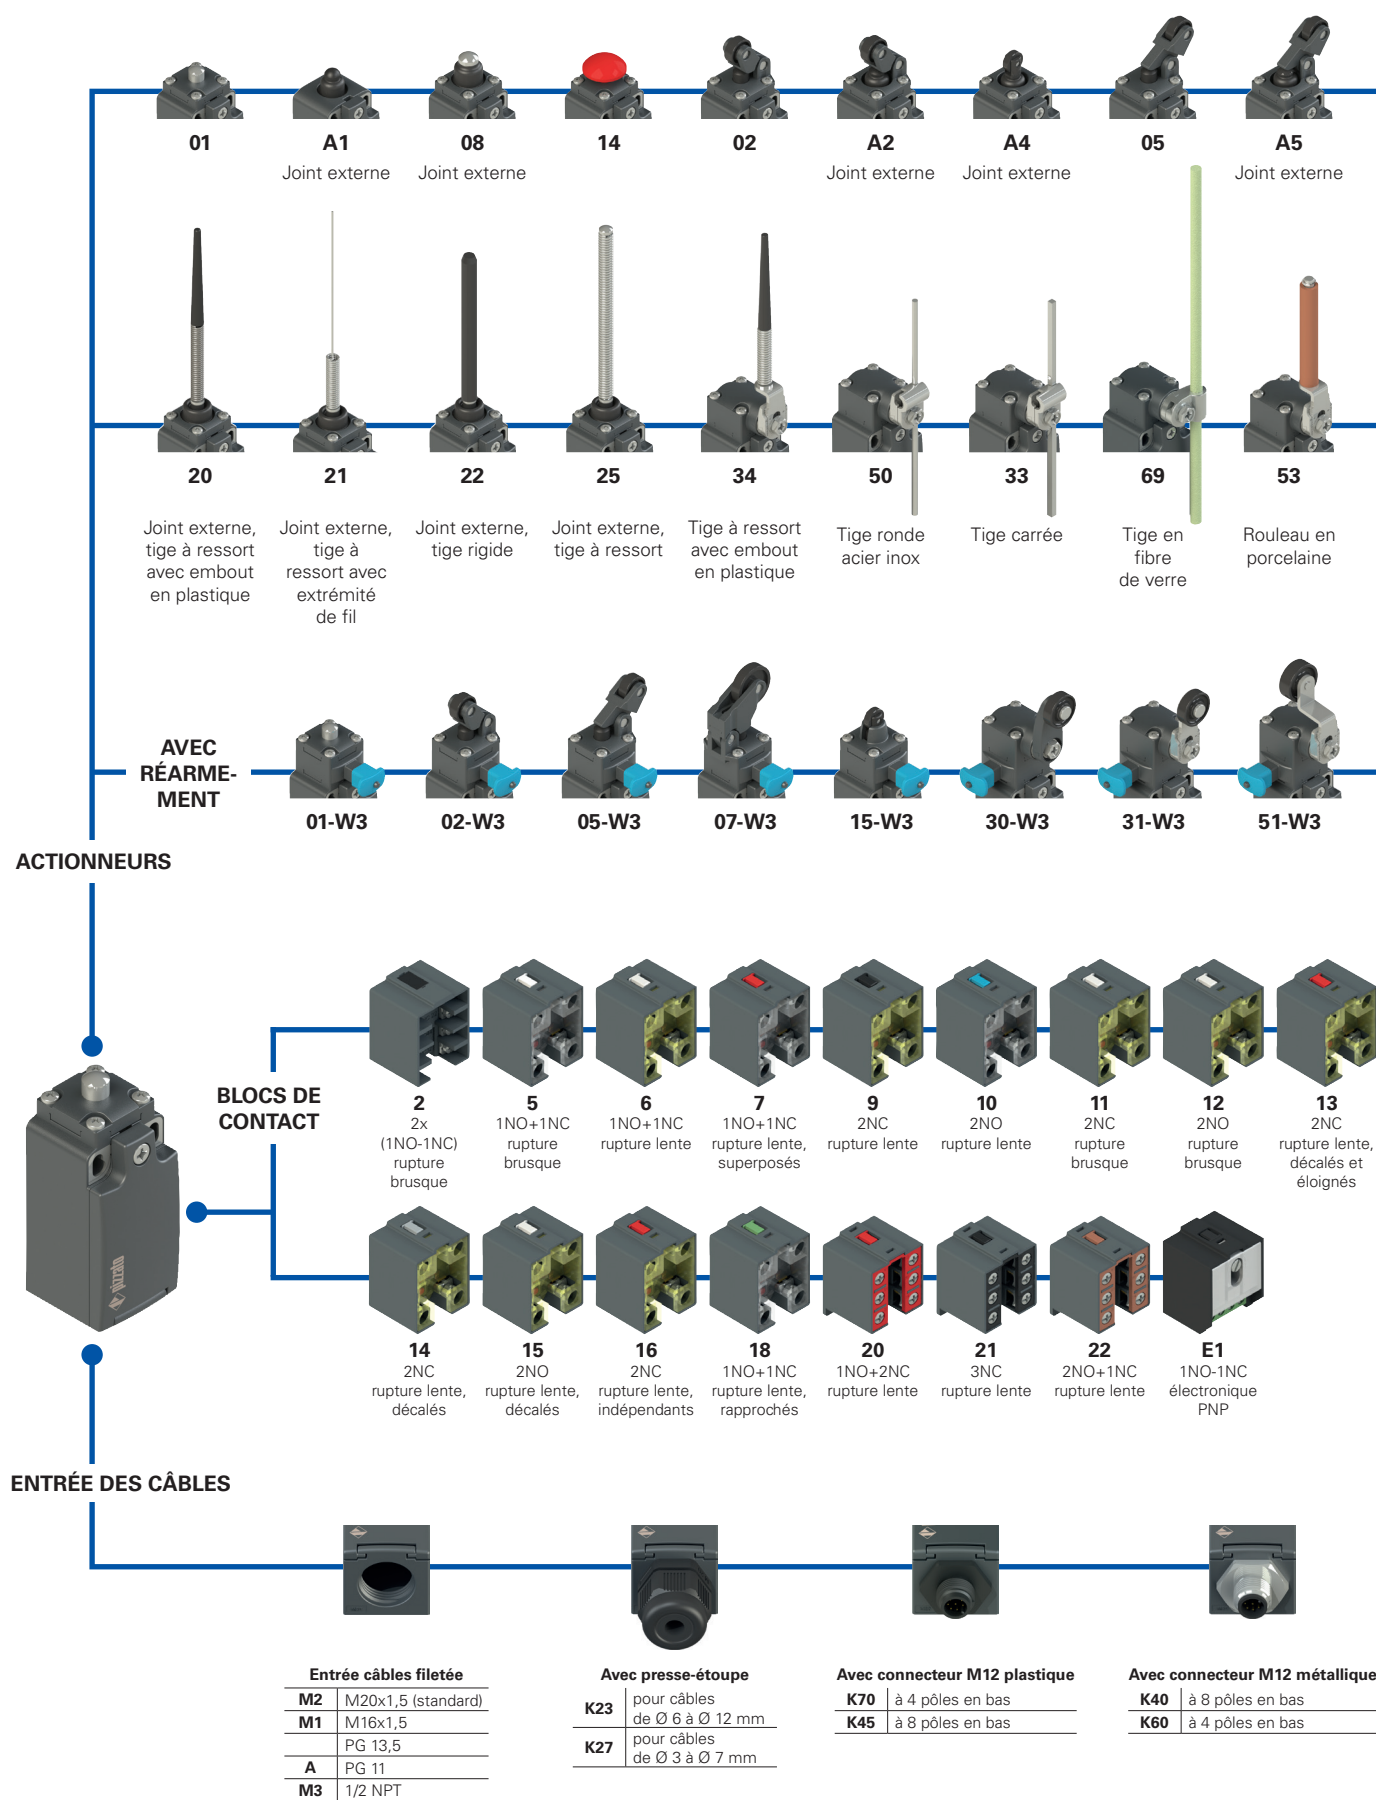 01 A1 08 14 02 A2 A4 05 A5
Joint externe Joint externe Joint externe Joint externe Joint externe
20 21 22 25 34 50 33 69 53
Joint externe,
tige à ressort
avec embout
en plastique
Joint externe,
tige à
ressort avec
extrémité
de fil
Joint externe,
tige rigide
Joint externe,
tige à ressort
Tige à ressort
avec embout
en plastique
Tige ronde
acier inox
Tige carrée
Tige en
fibre
de verre
Rouleau en
porcelaine
AVEC
RÉARME-
MENT
01-W3 02-W3 05-W3 07-W3 15-W3 30-W3 31-W3 51-W3
ACTIONNEURS
BLOCS DE
CONTACT
2
2x
(1NO-1NC)
rupture
brusque
5
1NO+1NC
rupture
brusque
6
1NO+1NC
rupture lente
7
1NO+1NC
rupture lente,
superposés
9
2NC
rupture lente
10
2NO
rupture lente
11
2NC
rupture
brusque
12
2NO
rupture
brusque
13
2NC
rupture lente,
décalés et
éloignés
pizzato
14
2NC
rupture lente,
décalés
15
2NO
rupture lente,
décalés
16
2NC
rupture lente,
indépendants
18
1NO+1NC
rupture lente,
rapprochés
20
1NO+2NC
rupture lente
21
3NC
rupture lente
22
2NO+1NC
rupture lente
E1
1NO-1NC
électronique
PNP
ENTRÉE DES CÂBLES
Entrée câbles filetée
M2 M20x1,5 (standard)
M1 M16x1,5
PG 13,5
A PG 11
M3 1/2 NPT
Avec presse-étoupe
K23 pour câbles
de Ø 6 à Ø 12 mm
K27 pour câbles
de Ø 3 à Ø 7 mm
Avec connecteur M12 plastique
K70 à 4 pôles en bas
K45 à 8 pôles en bas
Avec connecteur M12 métallique
K40 à 8 pôles en bas
K60 à 4 pôles en bas